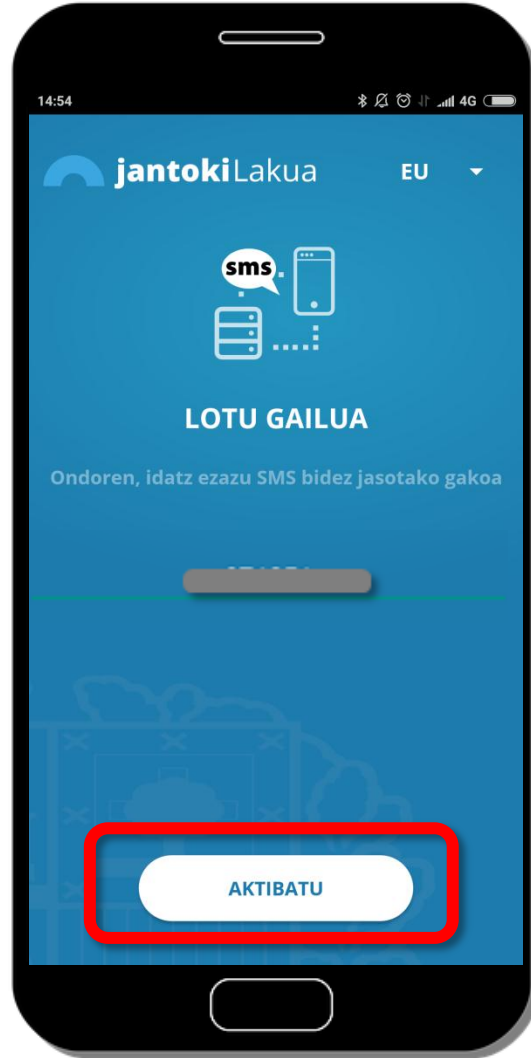 14:54 4G
jantokiLakua EU
sms
LOTU GAILUA
Ondoren, idatz ezazu SMS bidez jasotako gakoa
AKTIBATU